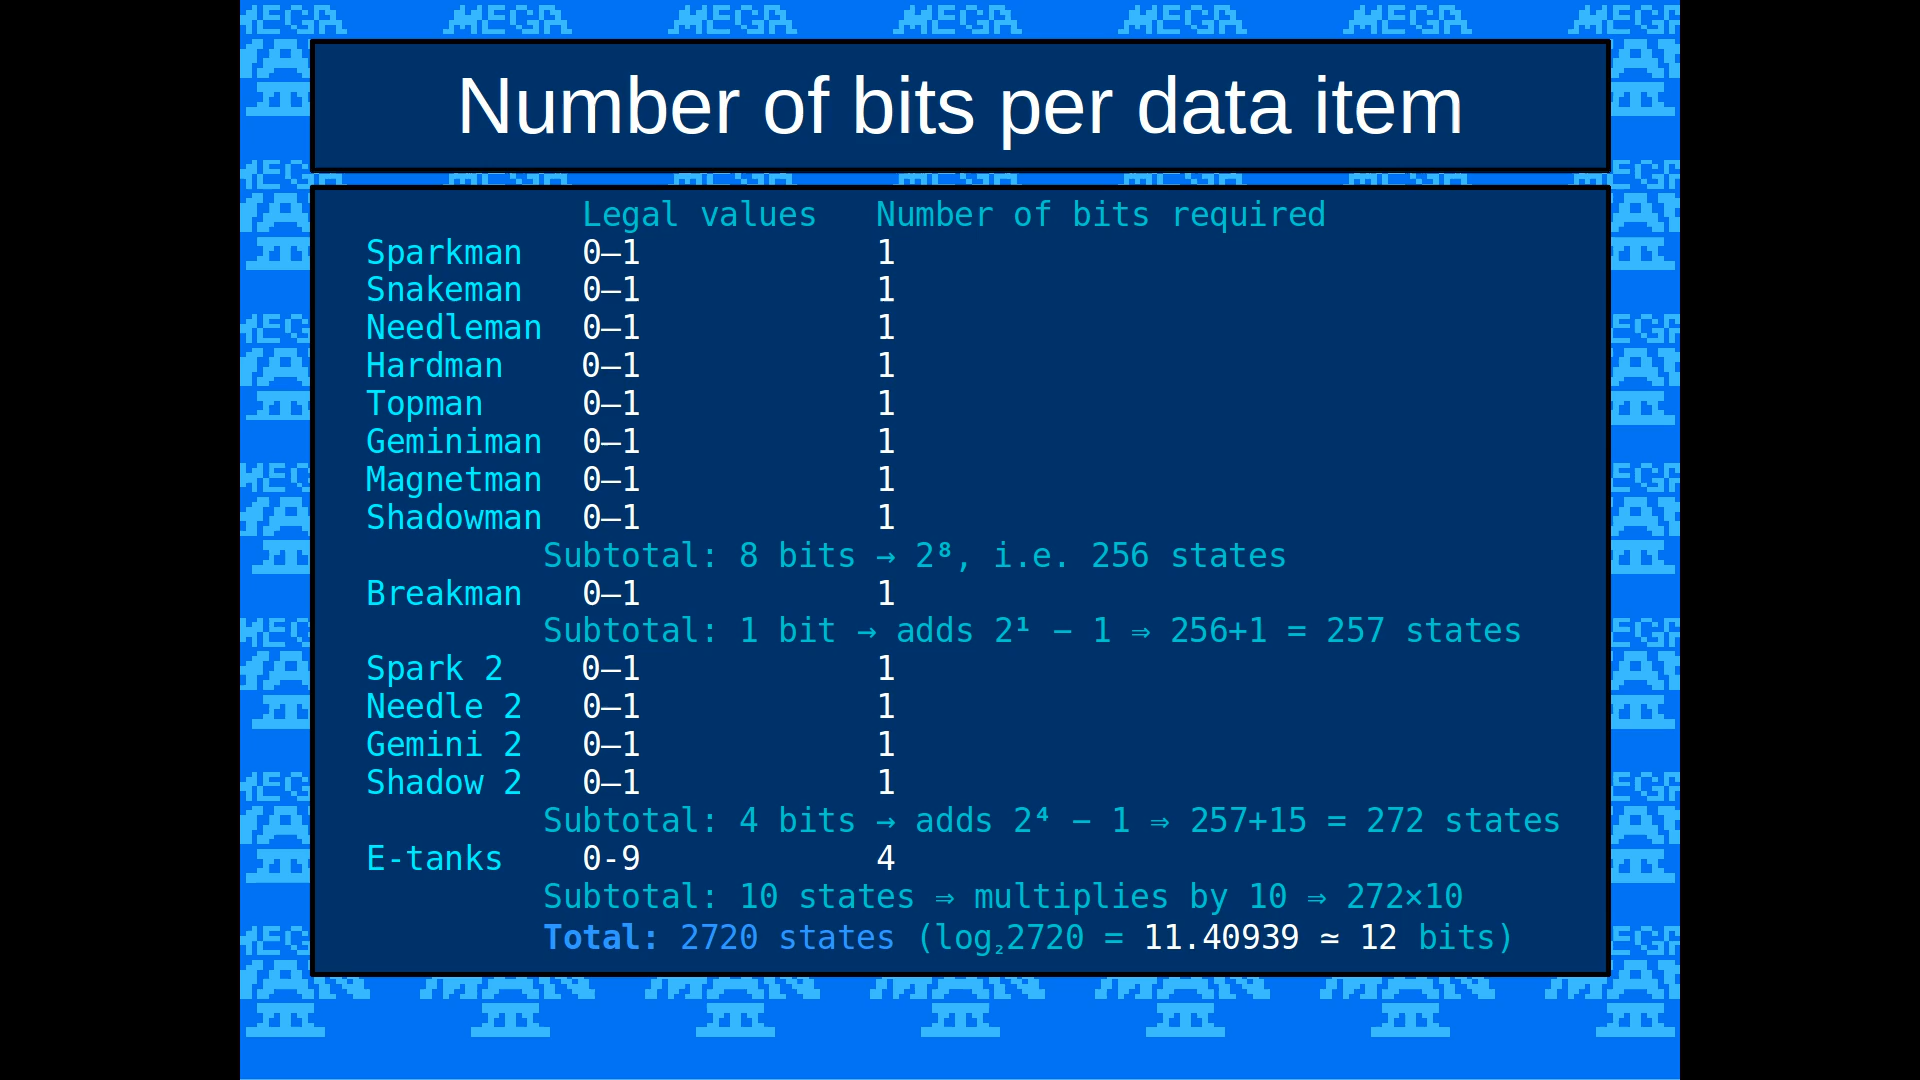 Number of bits per data item
Legal values Number of bits required
Sparkman 0–1 1
Snakeman 0–1 1
Needleman 0–1 1
Hardman 0–1 1
Topman 0–1 1
Geminiman 0–1 1
Magnetman 0–1 1
Shadowman 0–1 1
Subtotal: 8 bits → 2⁸, i.e. 256 states
Breakman 0–1 1
Subtotal: 1 bit → adds 2¹ − 1 ⇒ 256+1 = 257 states
Spark 2 0–1 1
Needle 2 0–1 1
Gemini 2 0–1 1
Shadow 2 0–1 1
Subtotal: 4 bits → adds 2⁴ − 1 ⇒ 257+15 = 272 states
E-tanks 0-9 4
Subtotal: 10 states ⇒ multiplies by 10 ⇒ 272×10
Total: 2720 states (log₂2720 = 11.40939 ≃ 12 bits)